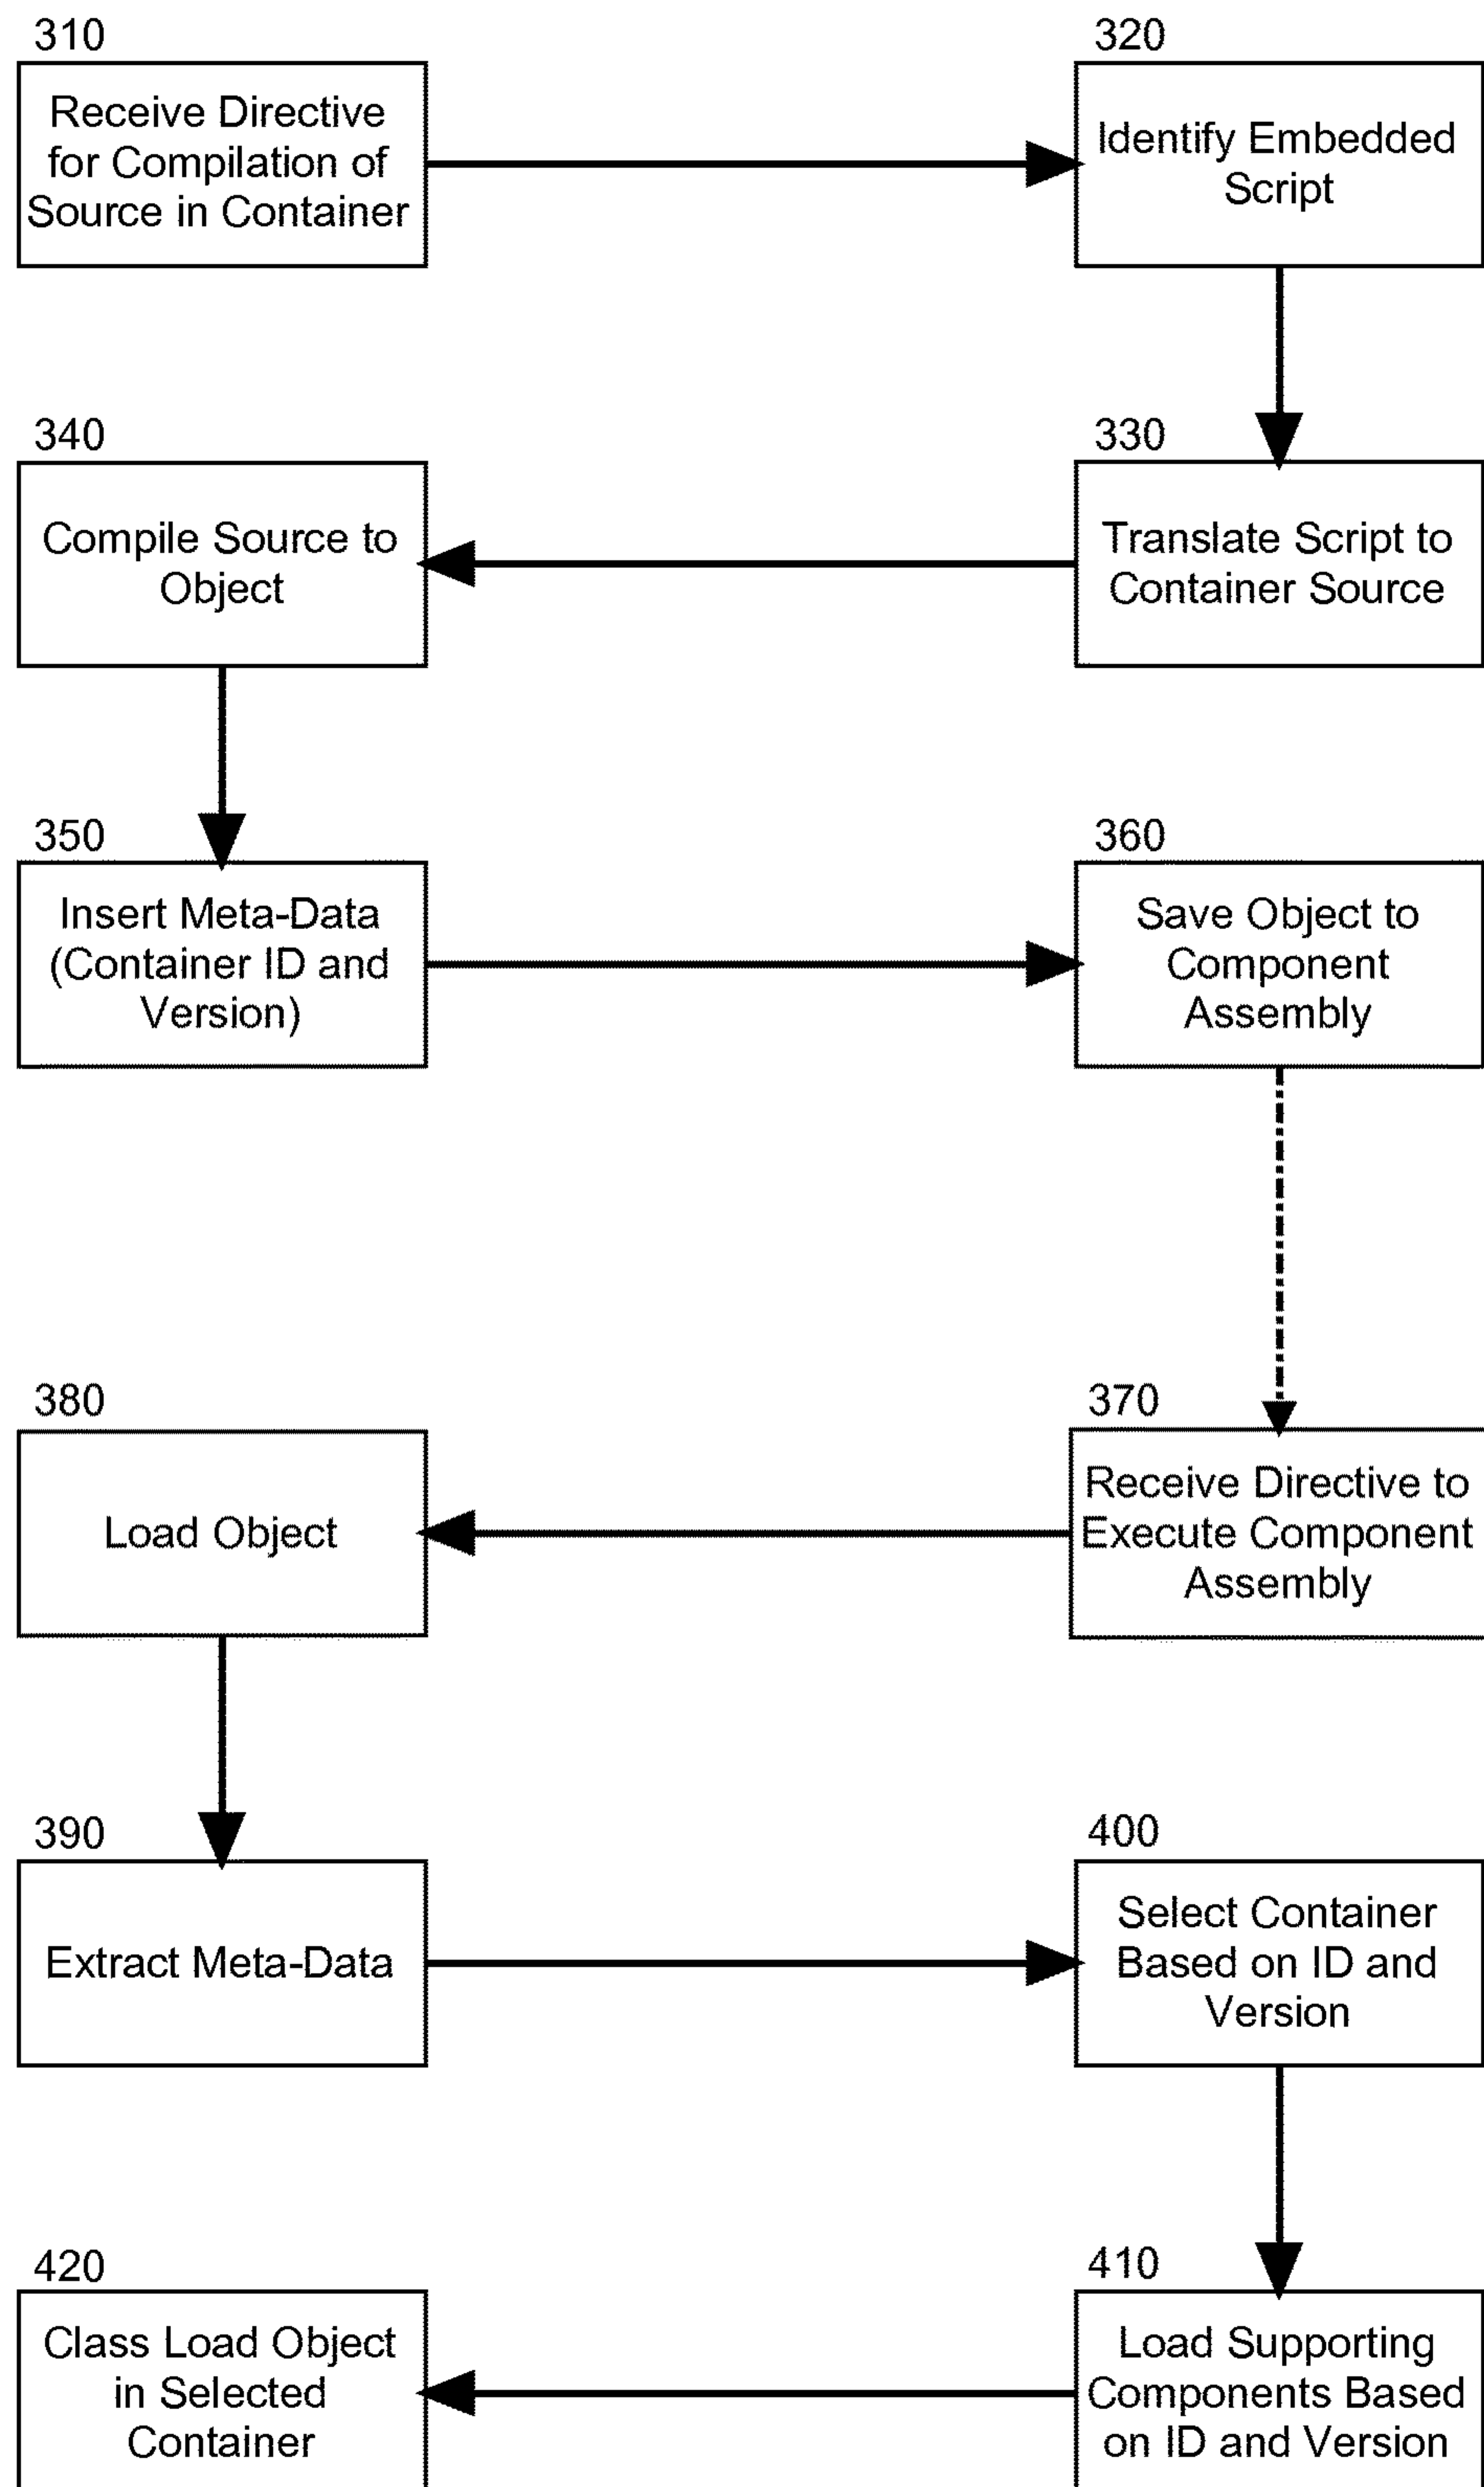 310
Receive Directive
for Compilation of
Source in Container
320
Identify Embedded
Script
330
Translate Script to
Container Source
340
Compile Source to
Object
350
Insert Meta-Data
(Container ID and
Version)
360
Save Object to
Component
Assembly
370
Receive Directive to
Execute Component
Assembly
380
Load Object
390
Extract Meta-Data
400
Select Container
Based on ID and
Version
410
Load Supporting
Components Based
on ID and Version
420
Class Load Object
in Selected
Container